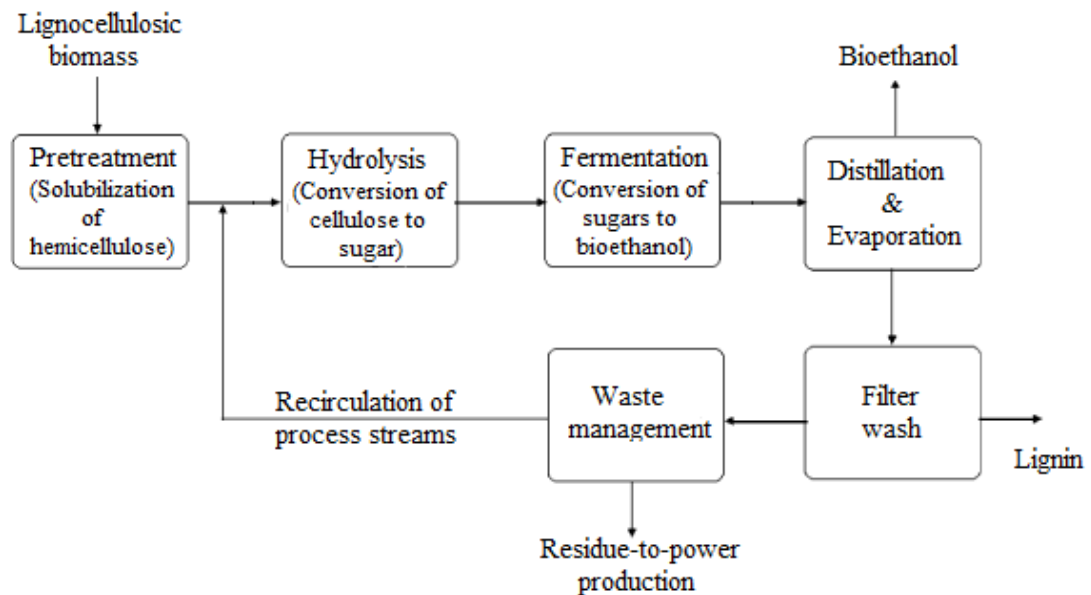 Lignocellulosic
biomass
Bioethanol
Pretreatment
(Solubilization
of
hemicellulose)
Hydrolysis
(Conversion of
cellulose to
sugar)
Fermentation
(Conversion of
sugars to
bioethanol)
Distillation
&
Evaporation
Recirculation of
process streams
Waste
management
Filter
wash
Lignin
Residue-to-power
production